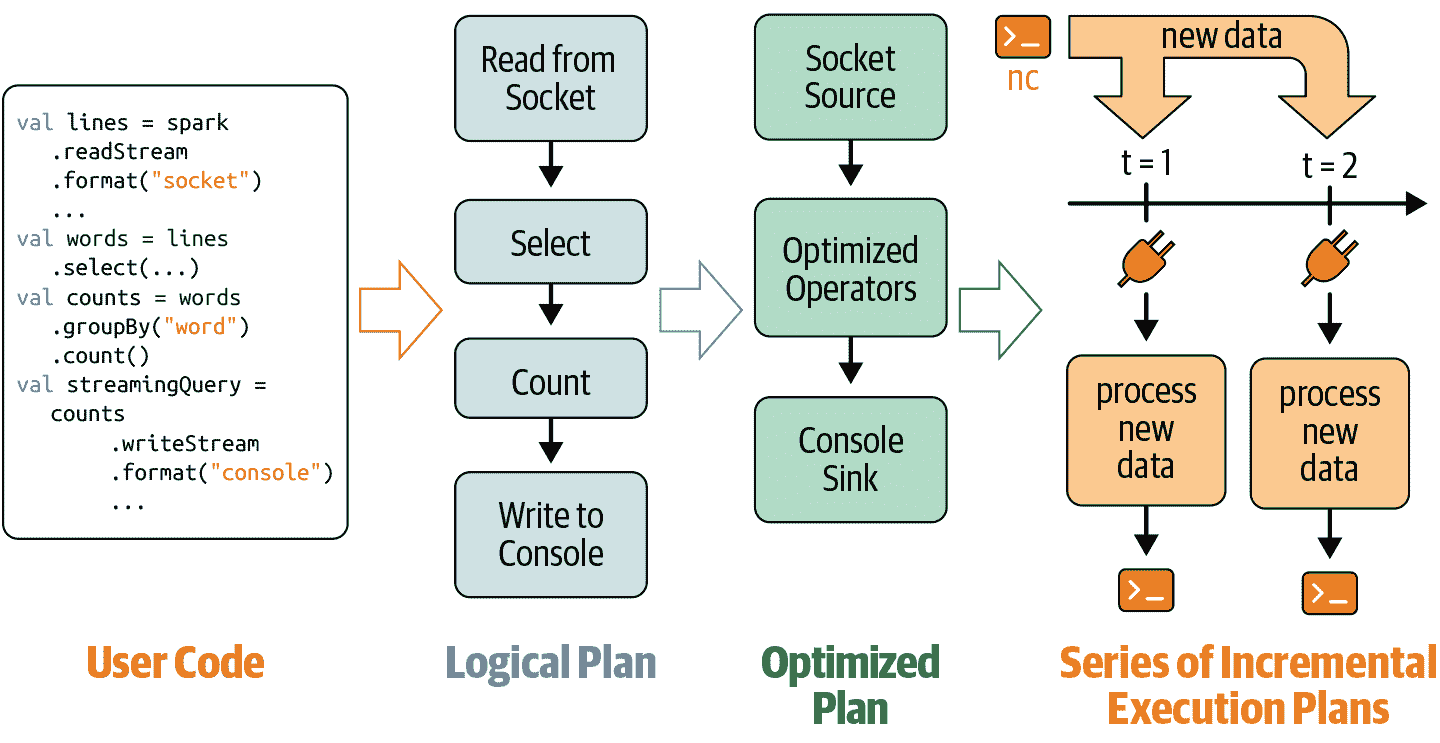 val lines = spark
.readStream
.format("socket")
...
val words = lines
.select(...)
val counts = words
.groupBy("word")
.count()
val streamingQuery =
counts
.writeStream
.format("console")
...
User Code
Read from
Socket
Select
Count
Write to
Console
Logical Plan
Socket
Source
Optimized
Operators
Console
Sink
Optimized
Plan
>_
nc
new data
t = 1
t = 2
process
new
data
process
new
data
>_
>_
Series of Incremental
Execution Plans